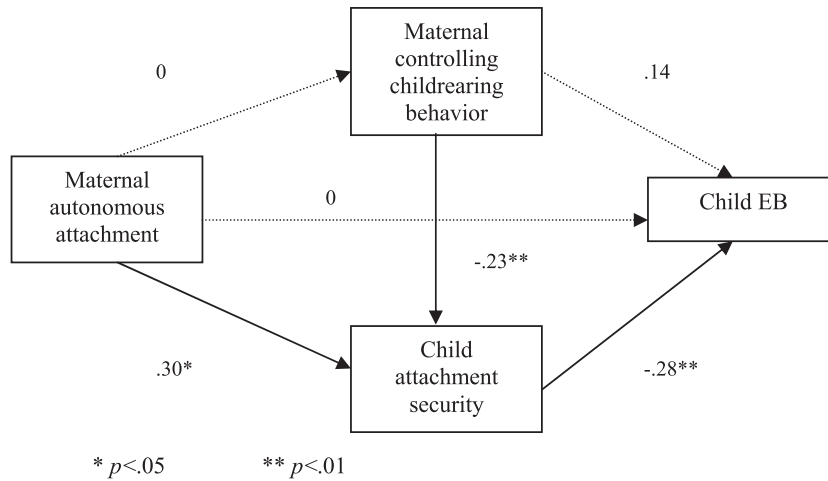 Maternal
controlling
childrearing
behavior
0
.14
Maternal
autonomous
attachment
0
Child EB
-.23**
Child
attachment
security
.30*
-.28**
* p<.05
** p<.01